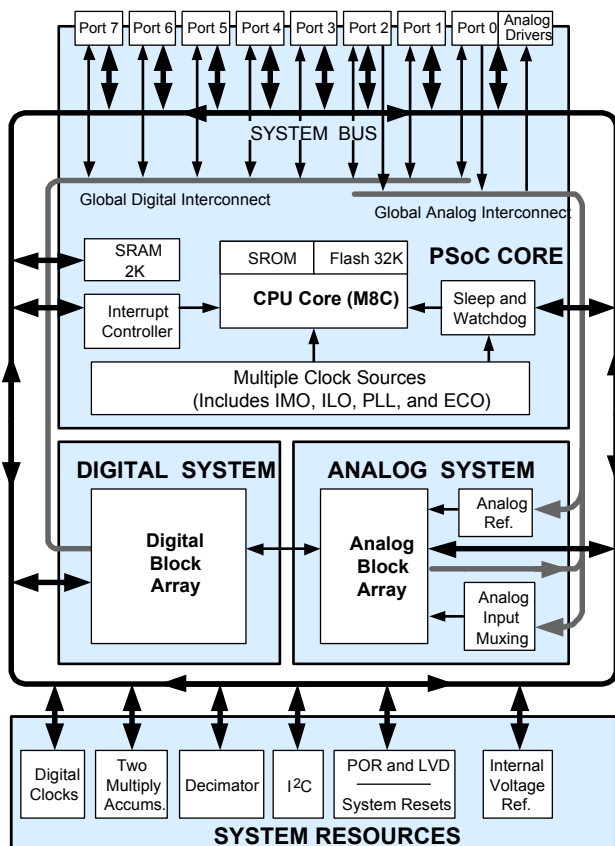 Port 7 Port 6 Port 5 Port 4 Port 3 Port 2 Port 1 Port 0 Analog
Drivers
SYSTEM BUS
Global Digital Interconnect
Global Analog Interconnect
PSoC CORE
SRAM
2K
SROM Flash 32K
CPU Core (M8C)
Interrupt
Controller
Sleep and
Watchdog
Multiple Clock Sources
(Includes IMO, ILO, PLL, and ECO)
DIGITAL SYSTEM
Digital
Block
Array
ANALOG SYSTEM
Analog
Block
Array
Analog
Ref.
Analog
Input
Muxing
Digital
Clocks
Two
Multiply
Accums.
Decimator
I²C
POR and LVD
System Resets
Internal
Voltage
Ref.
SYSTEM RESOURCES